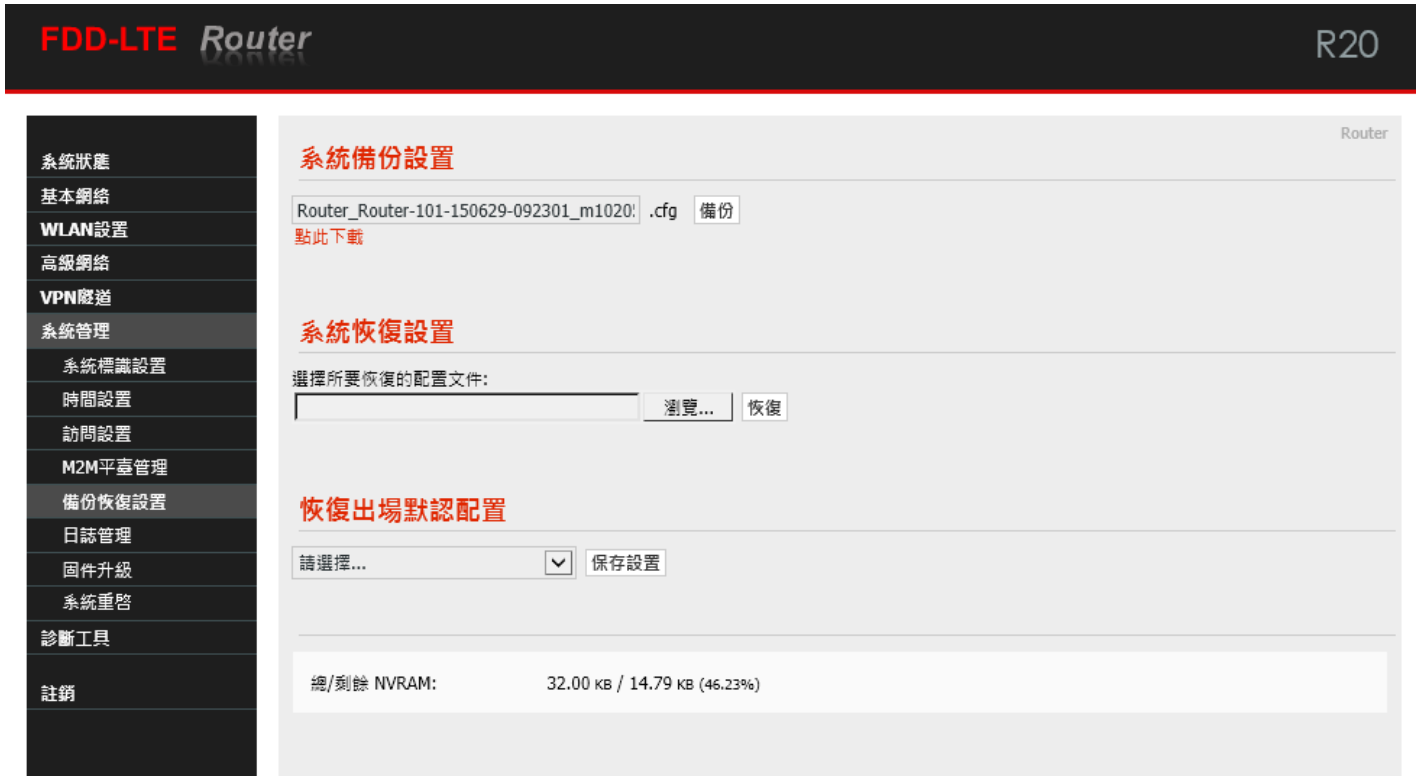 FDD-LTE Router
R20
系統狀態
基本網絡
WLAN設置
高級網絡
VPN隧道
系統管理
系統標識設置
時間設置
訪問設置
M2M平臺管理
備份恢復設置
日誌管理
固件升級
系統重啓
診斷工具
註銷
Router
系統備份設置
Router_Router-101-150629-092301_m1020 .cfg 備份
點此下載
系統恢復設置
選擇所要恢復的配置文件:
瀏覽... 恢復
恢復出場默認配置
請選擇... 保存設置
總/剩餘 NVRAM: 32.00 KB / 14.79 KB (46.23%)